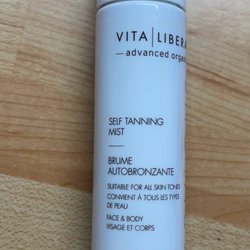 VITA LIBERA
— advanced organi
SELF TANNING
MIST
BRUME
AUTOBRONZANTE
SUITABLE FOR ALL SKIN TONES
CONVIENT À TOUS LES TYPES
DE PEAU
FACE & BODY
VISAGE ET CORPS